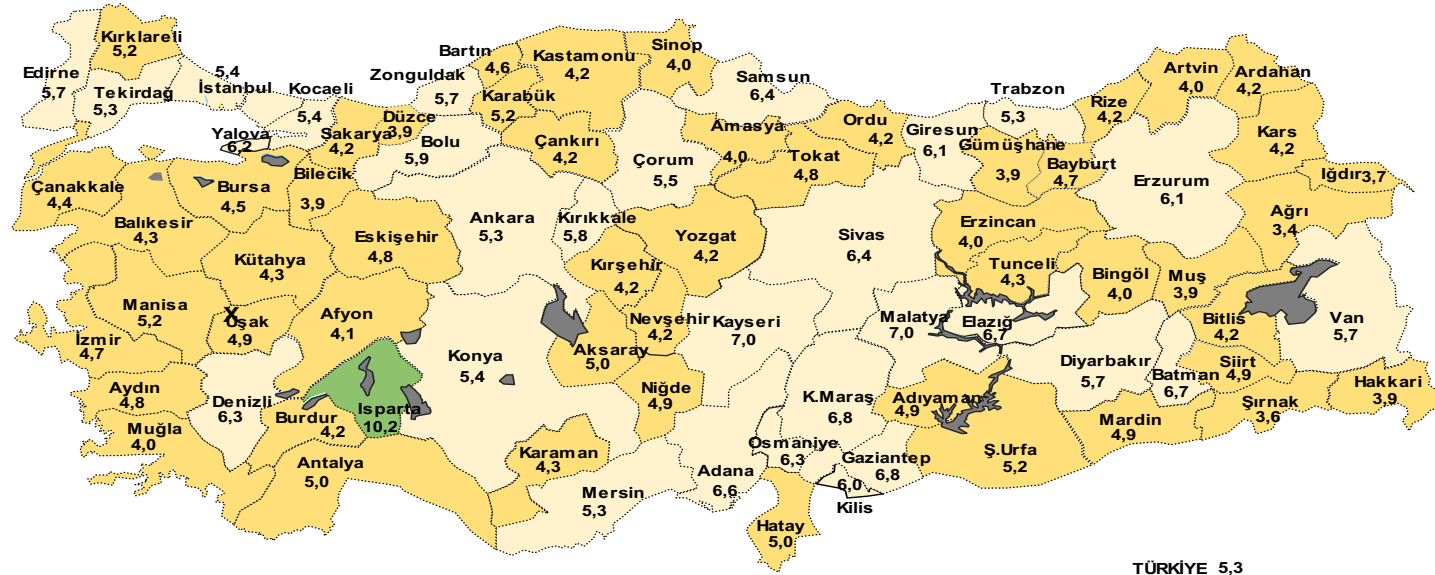 Kırklareli
5,2
Edirne
5,7
Tekirdağ
5,3
5,4
İstanbul
Kocaeli
5,4
Yalova
6,2
Sakarya
4,2
Düzce
3,9
Zonguldak
5,7
Bartın
4,6
Karabük
5,2
Kastamonu
4,2
Sinop
4,0
Samsun
6,4
Bolu
5,9
Çankırı
4,2
Çorum
5,5
Amasya
4,0
Tokat
4,8
Ordu
4,2
Giresun
6,1
Trabzon
5,3
Gümüşhane
3,9
Bayburt
4,7
Rize
4,2
Artvin
4,0
Ardahan
4,2
Kars
4,2
Iğdır3,7
Ağrı
3,4
Erzurum
6,1
Erzincan
4,0
Tunceli
4,3
Bingöl
4,0
Muş
3,9
Bitlis
4,2
Van
5,7
Hakkari
3,9
Şırnak
3,6
Siirt
4,9
Batman
6,7
Diyarbakır
5,7
Mardin
4,9
Ş.Urfa
5,2
Adıyaman
4,9
Malatya
7,0
Elazığ
6,7
Sivas
6,4
Yozgat
4,2
Kırıkkale
5,8
Ankara
5,3
Kırşehir
4,2
Nevşehir
4,2
Kayseri
7,0
Aksaray
5,0
Niğde
4,9
K.Maraş
6,8
Osmaniye
6,3
Gaziantep
6,8
6,0
Kilis
Hatay
5,0
Adana
6,6
Mersin
5,3
Karaman
4,3
Konya
5,4
Isparta
10,2
Antalya
5,0
Burdur
4,2
Denizli
6,3
Muğla
4,0
Aydın
4,8
İzmir
4,7
Manisa
5,2
X
Uşak
4,9
Afyon
4,1
Kütahya
4,3
Eskişehir
4,8
Bilecik
3,9
Bursa
4,5
Balıkesir
4,3
Çanakkale
4,4
TÜRKİYE 5,3